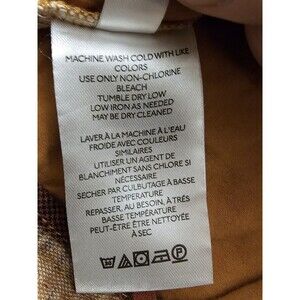 MACHINE WASH COLD WITH LIKE
COLORS
USE ONLY NON-CHLORINE
BLEACH
TUMBLE DRY LOW
LOW IRON AS NEEDED
MAY BE DRY CLEANED
LAVER À LA MACHINE À L'EAU
FROIDE AVEC COULEURS
SIMILAIRES
UTILISER UN AGENT DE
BLANCHIMENT SANS CHLORE SI
NÉCESSAIRE
SECHER PAR CULBUTAGE À BASSE
TEMPERATURE
REPASSER, AU BESOIN, À TRÈS
BASSE TEMPÉRATURE
PEUT-ÊTRE ÊTRE NETTOYÉE
À SEC